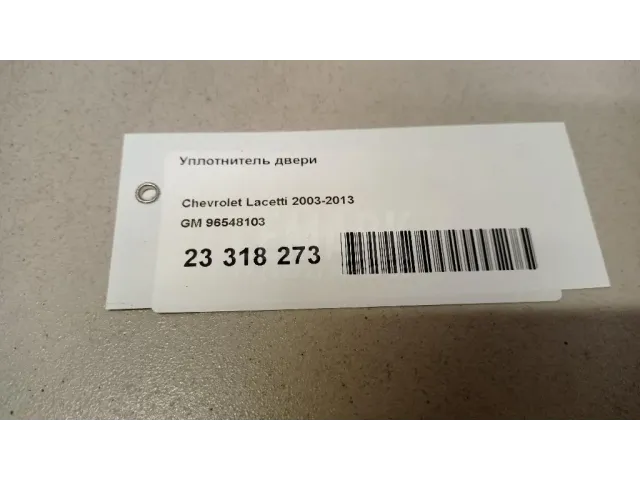 Уплотнитель двери
Chevrolet Lacetti 2003-2013
GM 96548103
23 318 273